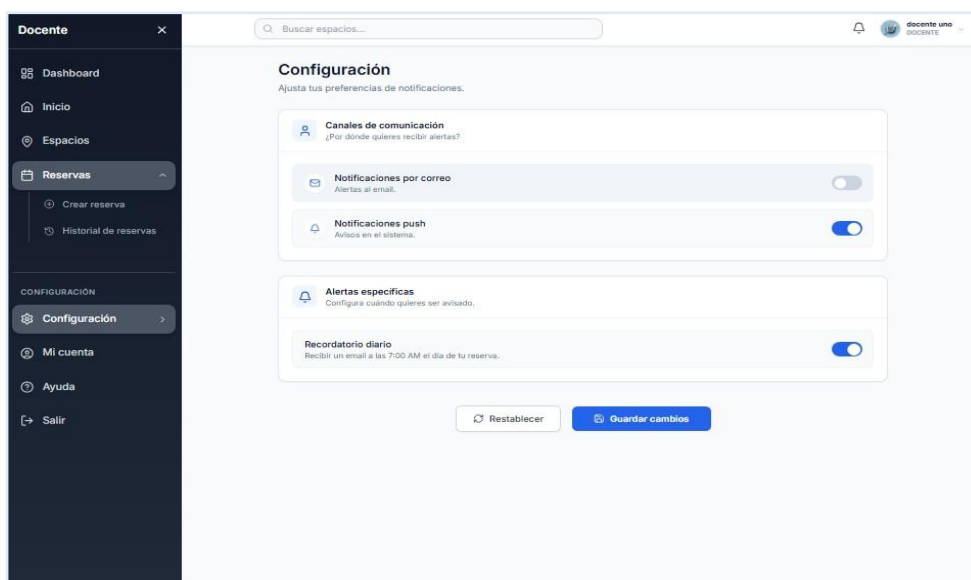 Docente
Dashboard
Inicio
Espacios
Reservas
Crear reserva
Historial de reservas
CONFIGURACIÓN
Configuración
Mi cuenta
Ayuda
Salir
Buscar espacios...
docente uno
DOCENTE
Configuración
Ajusta tus preferencias de notificaciones.
Canales de comunicación
¿Por dónde quieres recibir alertas?
Notificaciones por correo
Alertas al email.
Notificaciones push
Avisos en el sistema.
Alertas específicas
Configura cuándo quieres ser avisado.
Recordatorio diario
Recibir un email a las 7:00 AM el día de tu reserva.
Restablecer
Guardar cambios